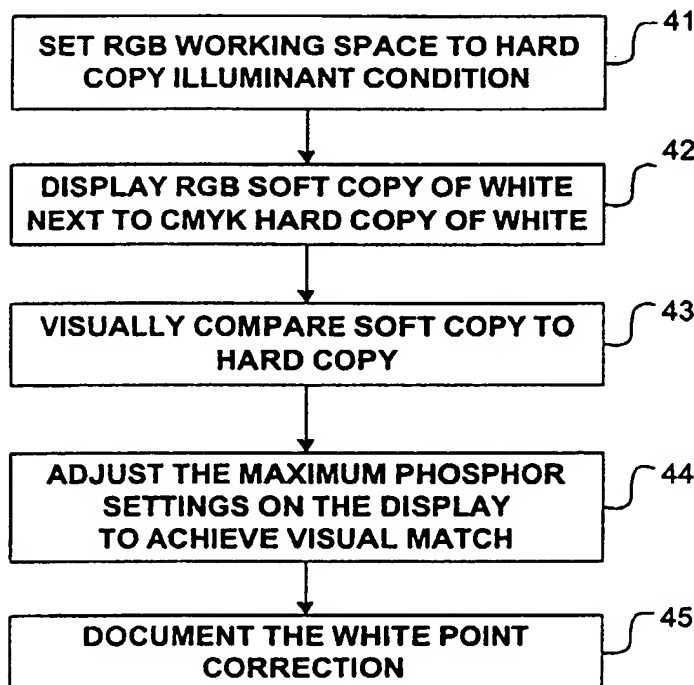 41
SET RGB WORKING SPACE TO HARD
COPY ILLUMINANT CONDITION
42
DISPLAY RGB SOFT COPY OF WHITE
NEXT TO CMYK HARD COPY OF WHITE
43
VISUALLY COMPARE SOFT COPY TO
HARD COPY
44
ADJUST THE MAXIMUM PHOSPHOR
SETTINGS ON THE DISPLAY
TO ACHIEVE VISUAL MATCH
45
DOCUMENT THE WHITE POINT
CORRECTION